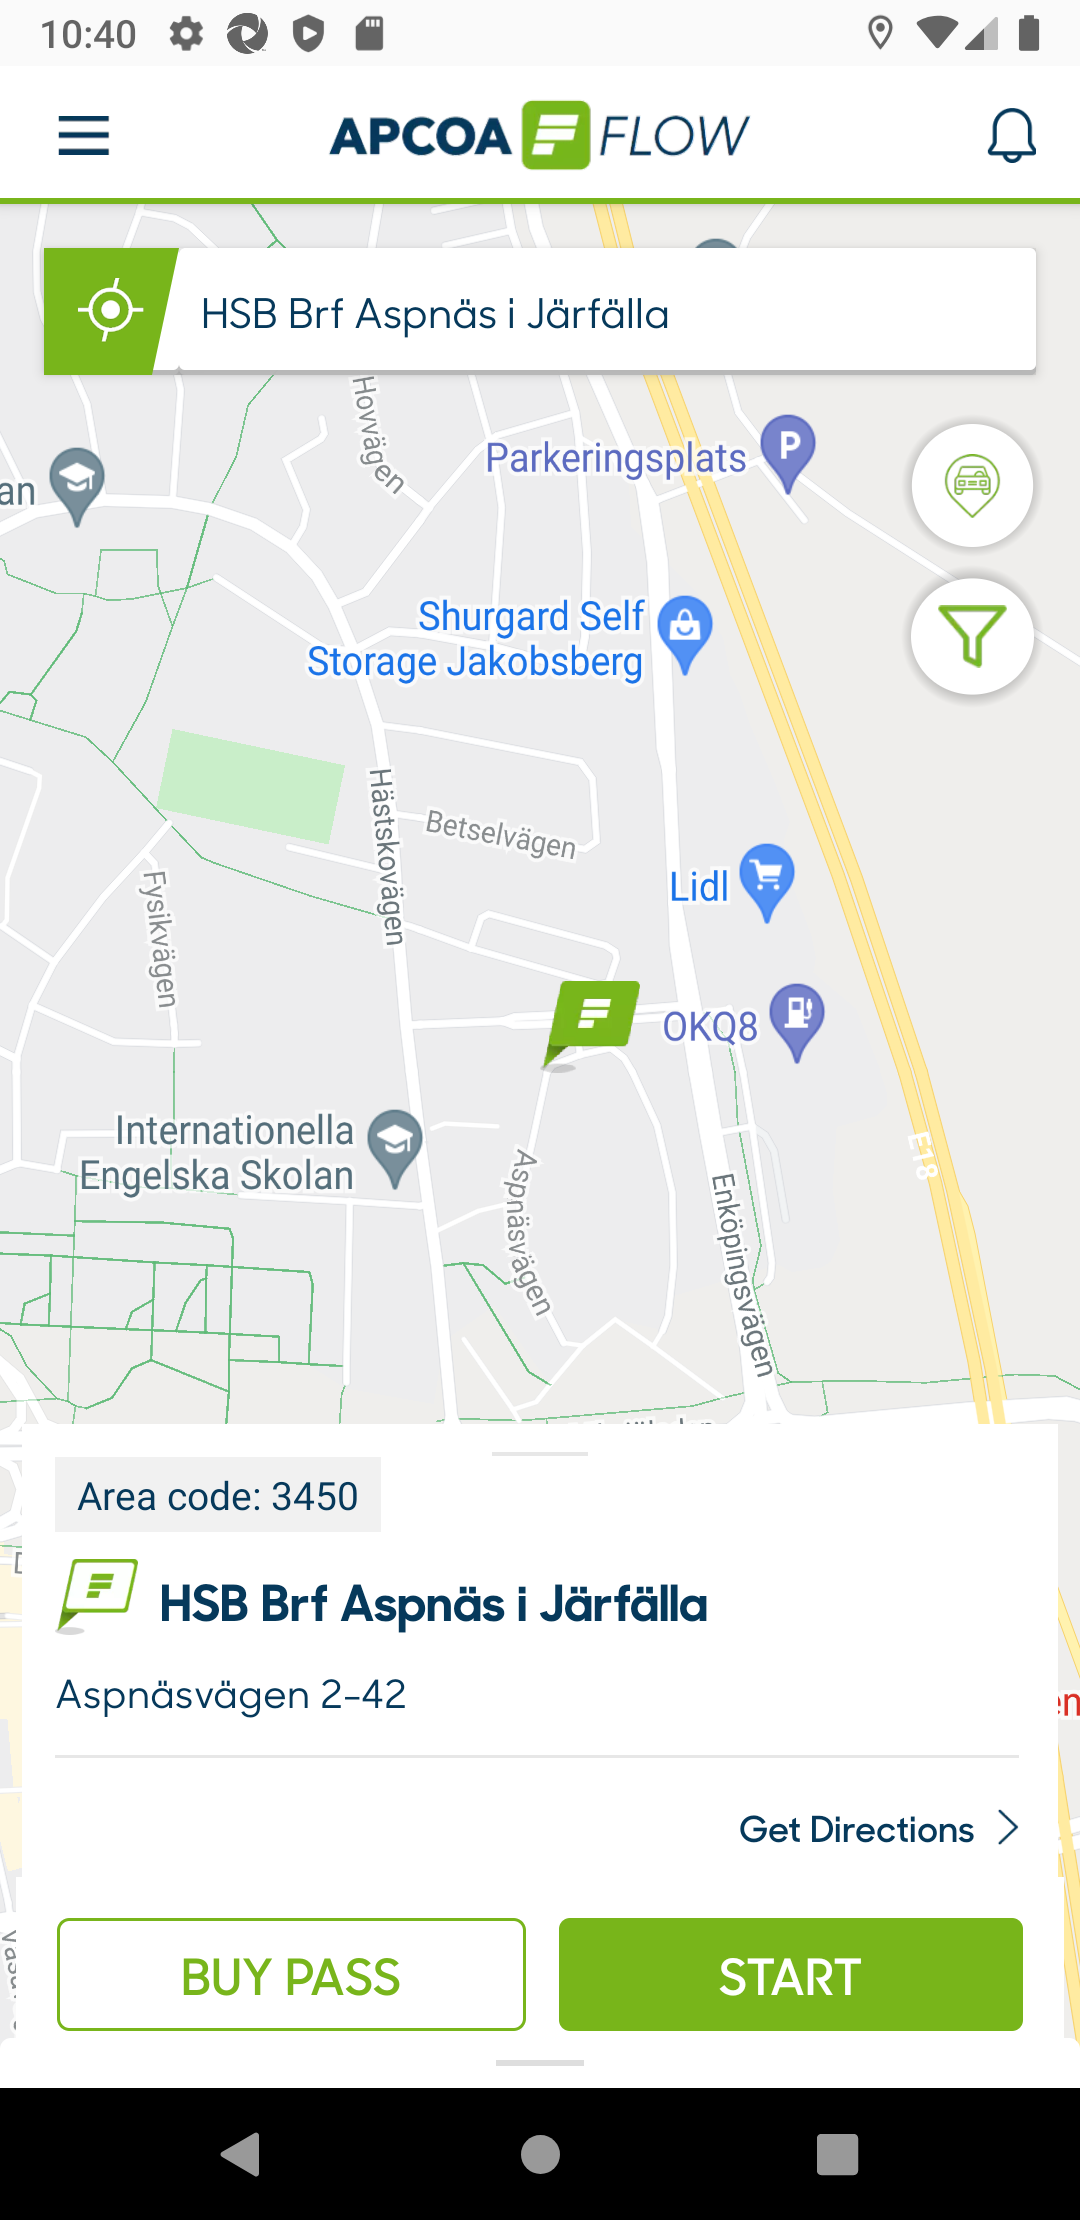 10:40
APCOA FLOW
HSB Brf Aspnäs i Järfälla
Hovvägen
Parkeringsplats
P
an
Shurgard Self
Storage Jakobsberg
Hästskovägen
Betselvägen
Lidl
Fysikvägen
OKQ8
Internationella
Engelska Skolan
E18
Aspnäsvägen
Enköpingsvägen
Area code: 3450
HSB Brf Aspnäs i Järfälla
Aspnäsvägen 2-42
en
Get Directions
BUY PASS
START